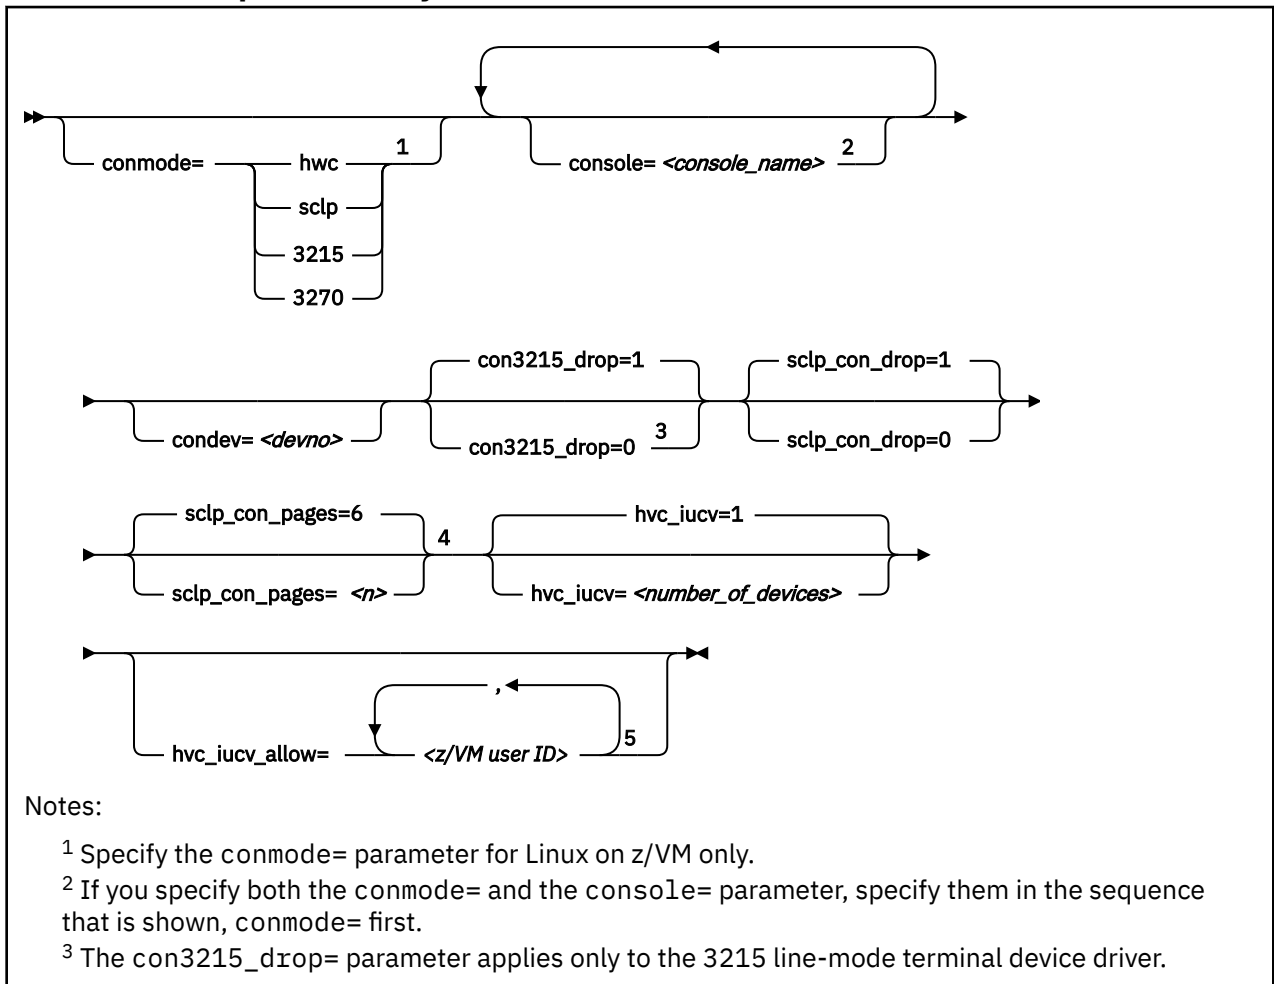 conmode= hwc 1
sclp
3215
3270
console= <console_name> 2
con3215_drop=1 sclp_con_drop=1
condev= <devno> con3215_drop=0 3 sclp_con_drop=0
sclp_con_pages=6 hvc_iucv=1
4
sclp_con_pages= <n> hvc_iucv= <number_of_devices>
,
hvc_iucv_allow= <z/VM user ID> 5
Notes:
1 Specify the conmode= parameter for Linux on z/VM only.
2 If you specify both the conmode= and the console= parameter, specify them in the sequence
that is shown, conmode= first.
3 The con3215_drop= parameter applies only to the 3215 line-mode terminal device driver.